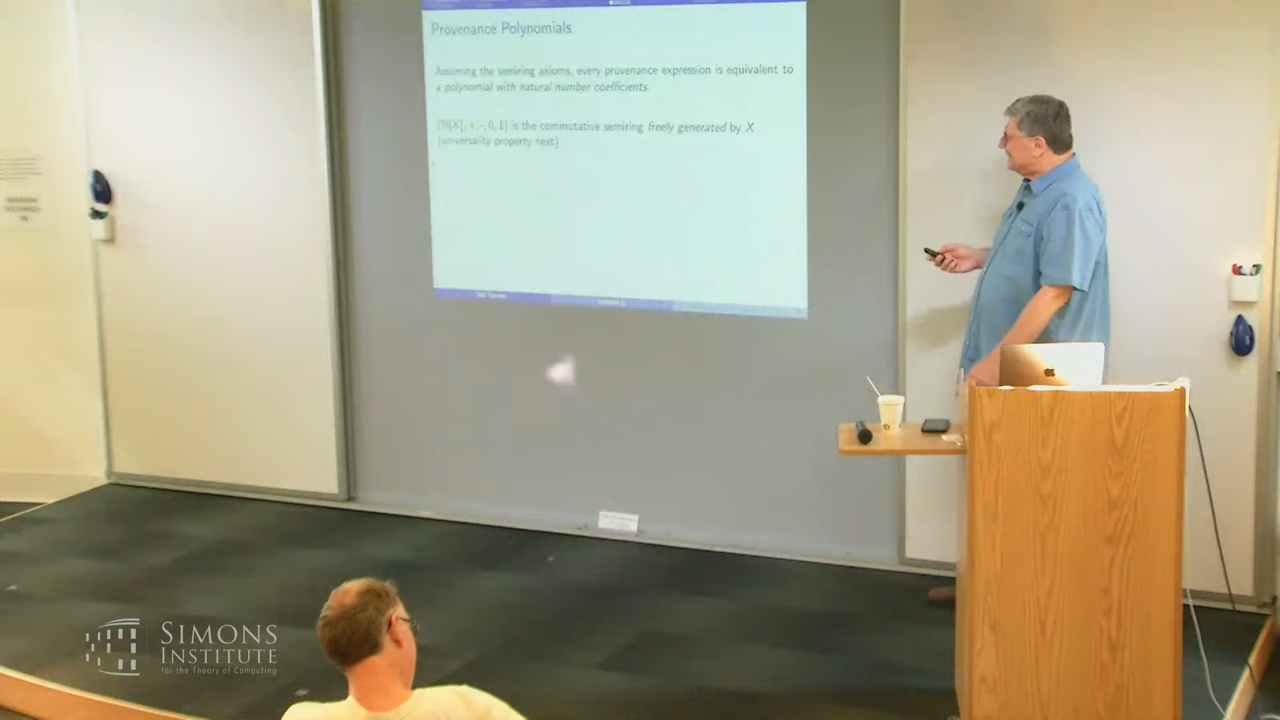 Provenance Polynomials
Assuming the semiring axioms, every provenance expression is equivalent to
a polynomial with natural number coefficients.
(ℕ[X], +, ·, 0, 1) is the commutative semiring freely generated by X
(universality property next)
SIMONS
INSTITUTE
for the Theory of Computing